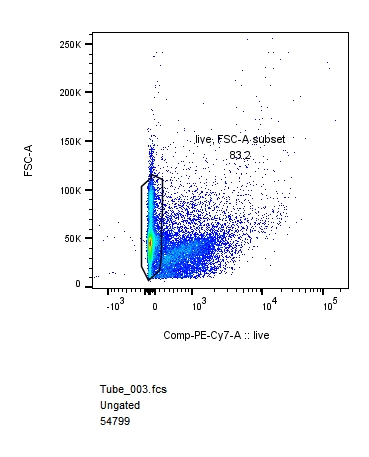 250K
200K
150K
100K
50K
0
FSC-A
live, FSC-A subset
83.2
-10³ 0 10³ 10⁴ 10⁵
Comp-PE-Cy7-A :: live
Tube_003.fcs
Ungated
54799